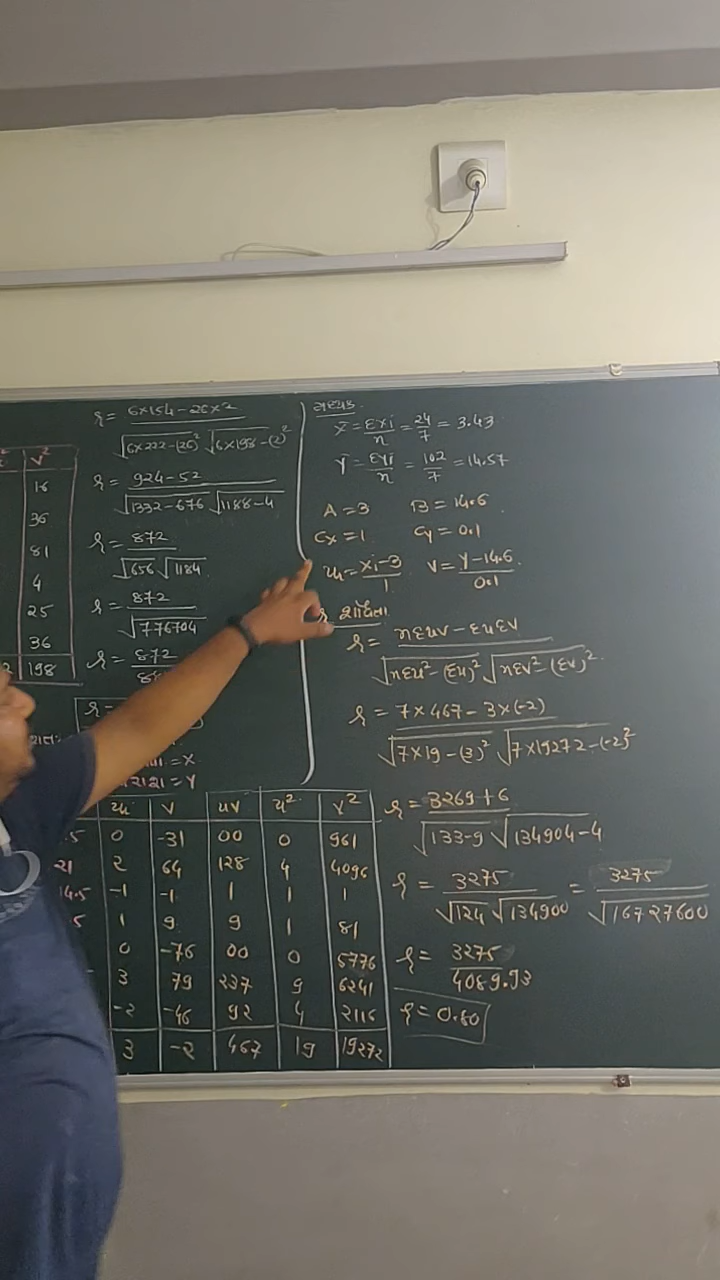 v²
16
36
81
4
25
36
198
r = 6×154-26×2
√6×222-(26)² √6×198-(2)²
r = 924-52
√1332-676 √1188-4
r = 872
√656 √1184
r = 872
√776704
r = 872
r =
= X
= Y
મધ્યક
x̄ = Σxi/n = 24/7 = 3.43
ȳ = Σyi/n = 102/7 = 14.57
A = 3 B = 14.6
Cx = 1 Cy = 0.1
u = xi-3/1 v = y-14.6/0.1
r = nΣuv - ΣuΣv
√nΣu²-(Σu)² √nΣv²-(Σv)²
r = 7×467-3×(-2)
√7×19-(3)² √7×19272-(-2)²
r = 3269+6
√133-9 √134904-4
r = 3275 = 3275
√124 √134900 √16727600
r = 3275
4089.93
r = 0.80
u v uv u² v²
.5 0 -31 00 0 961
21 2 64 128 4 4096
14.5 -1 -1 1 1 1
5 1 9 9 1 81
0 -76 00 0 5776
3 79 237 9 6241
-2 -46 92 4 2116
3 -2 467 19 19272